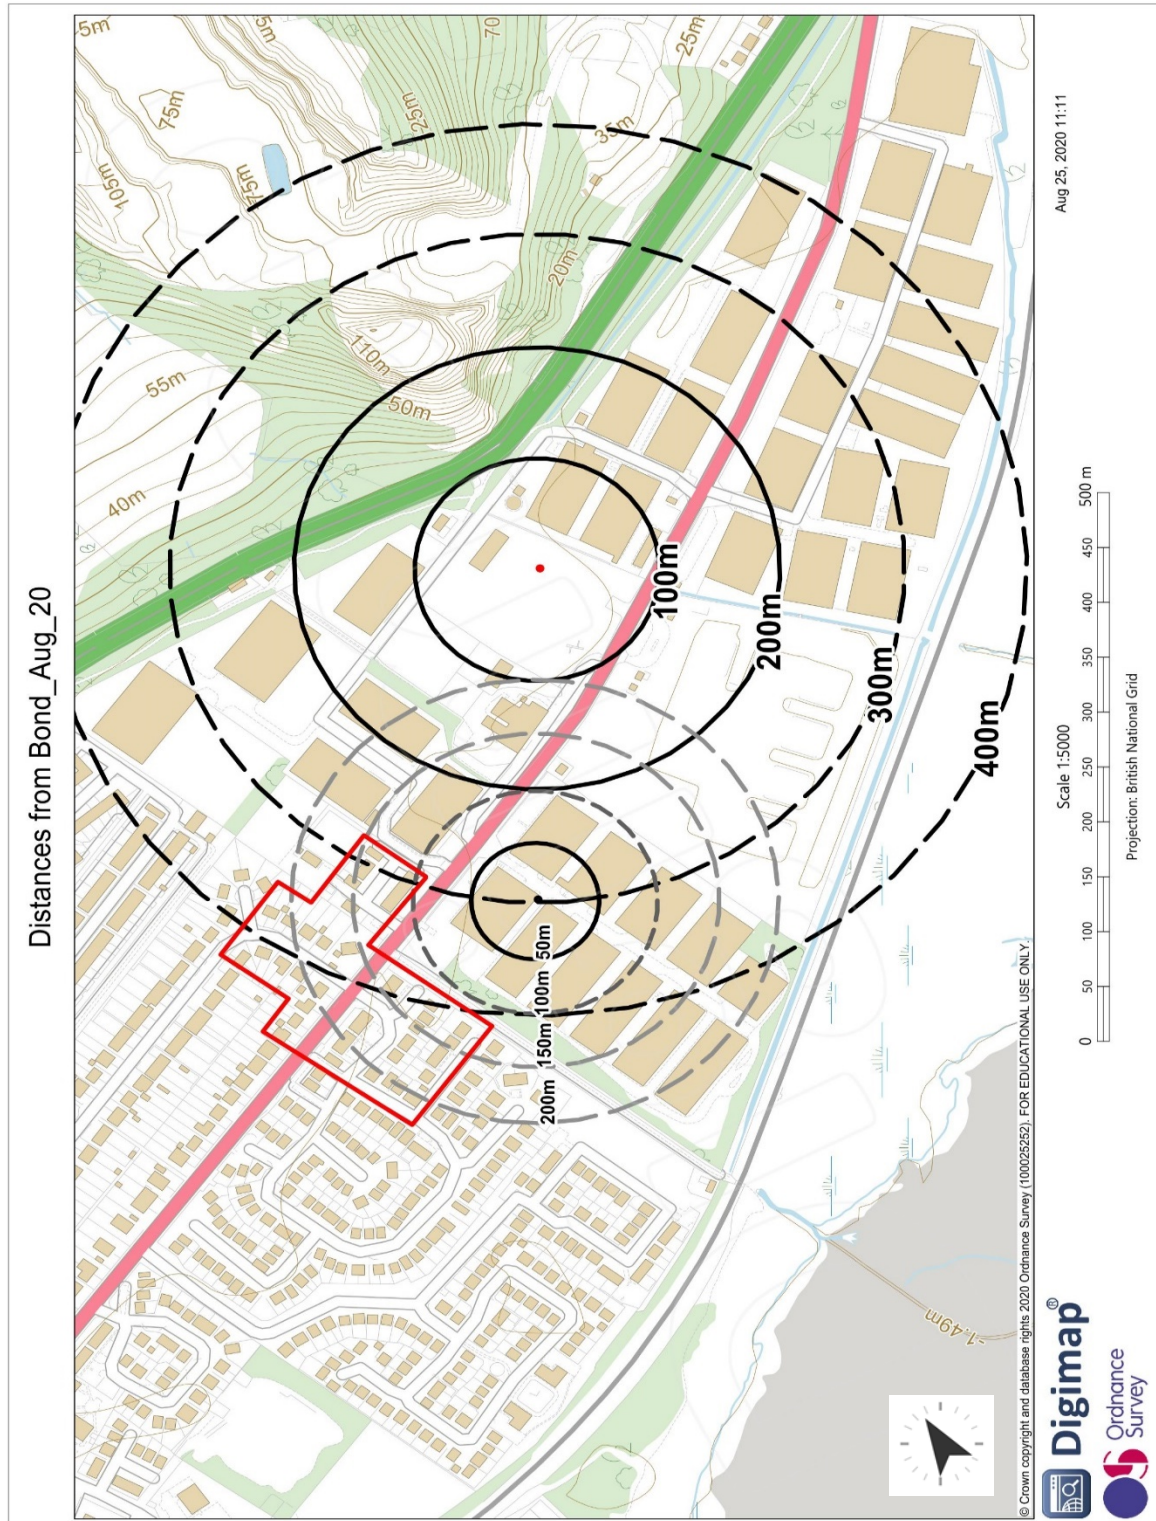 Distances from Bond_Aug_20
5m
75m
105m
5m
75m
25m
70
25m
35m
20m
110m
50m
55m
40m
100m
200m
300m
400m
50m
100m
150m
200m
-1.49m
© Crown copyright and database rights 2020 Ordnance Survey (100025252). FOR EDUCATIONAL USE ONLY.
Aug 25, 2020 11:11
Scale 1:5000
0 50 100 150 200 250 300 350 400 450 500 m
Projection: British National Grid
Digimap®
Ordnance
Survey